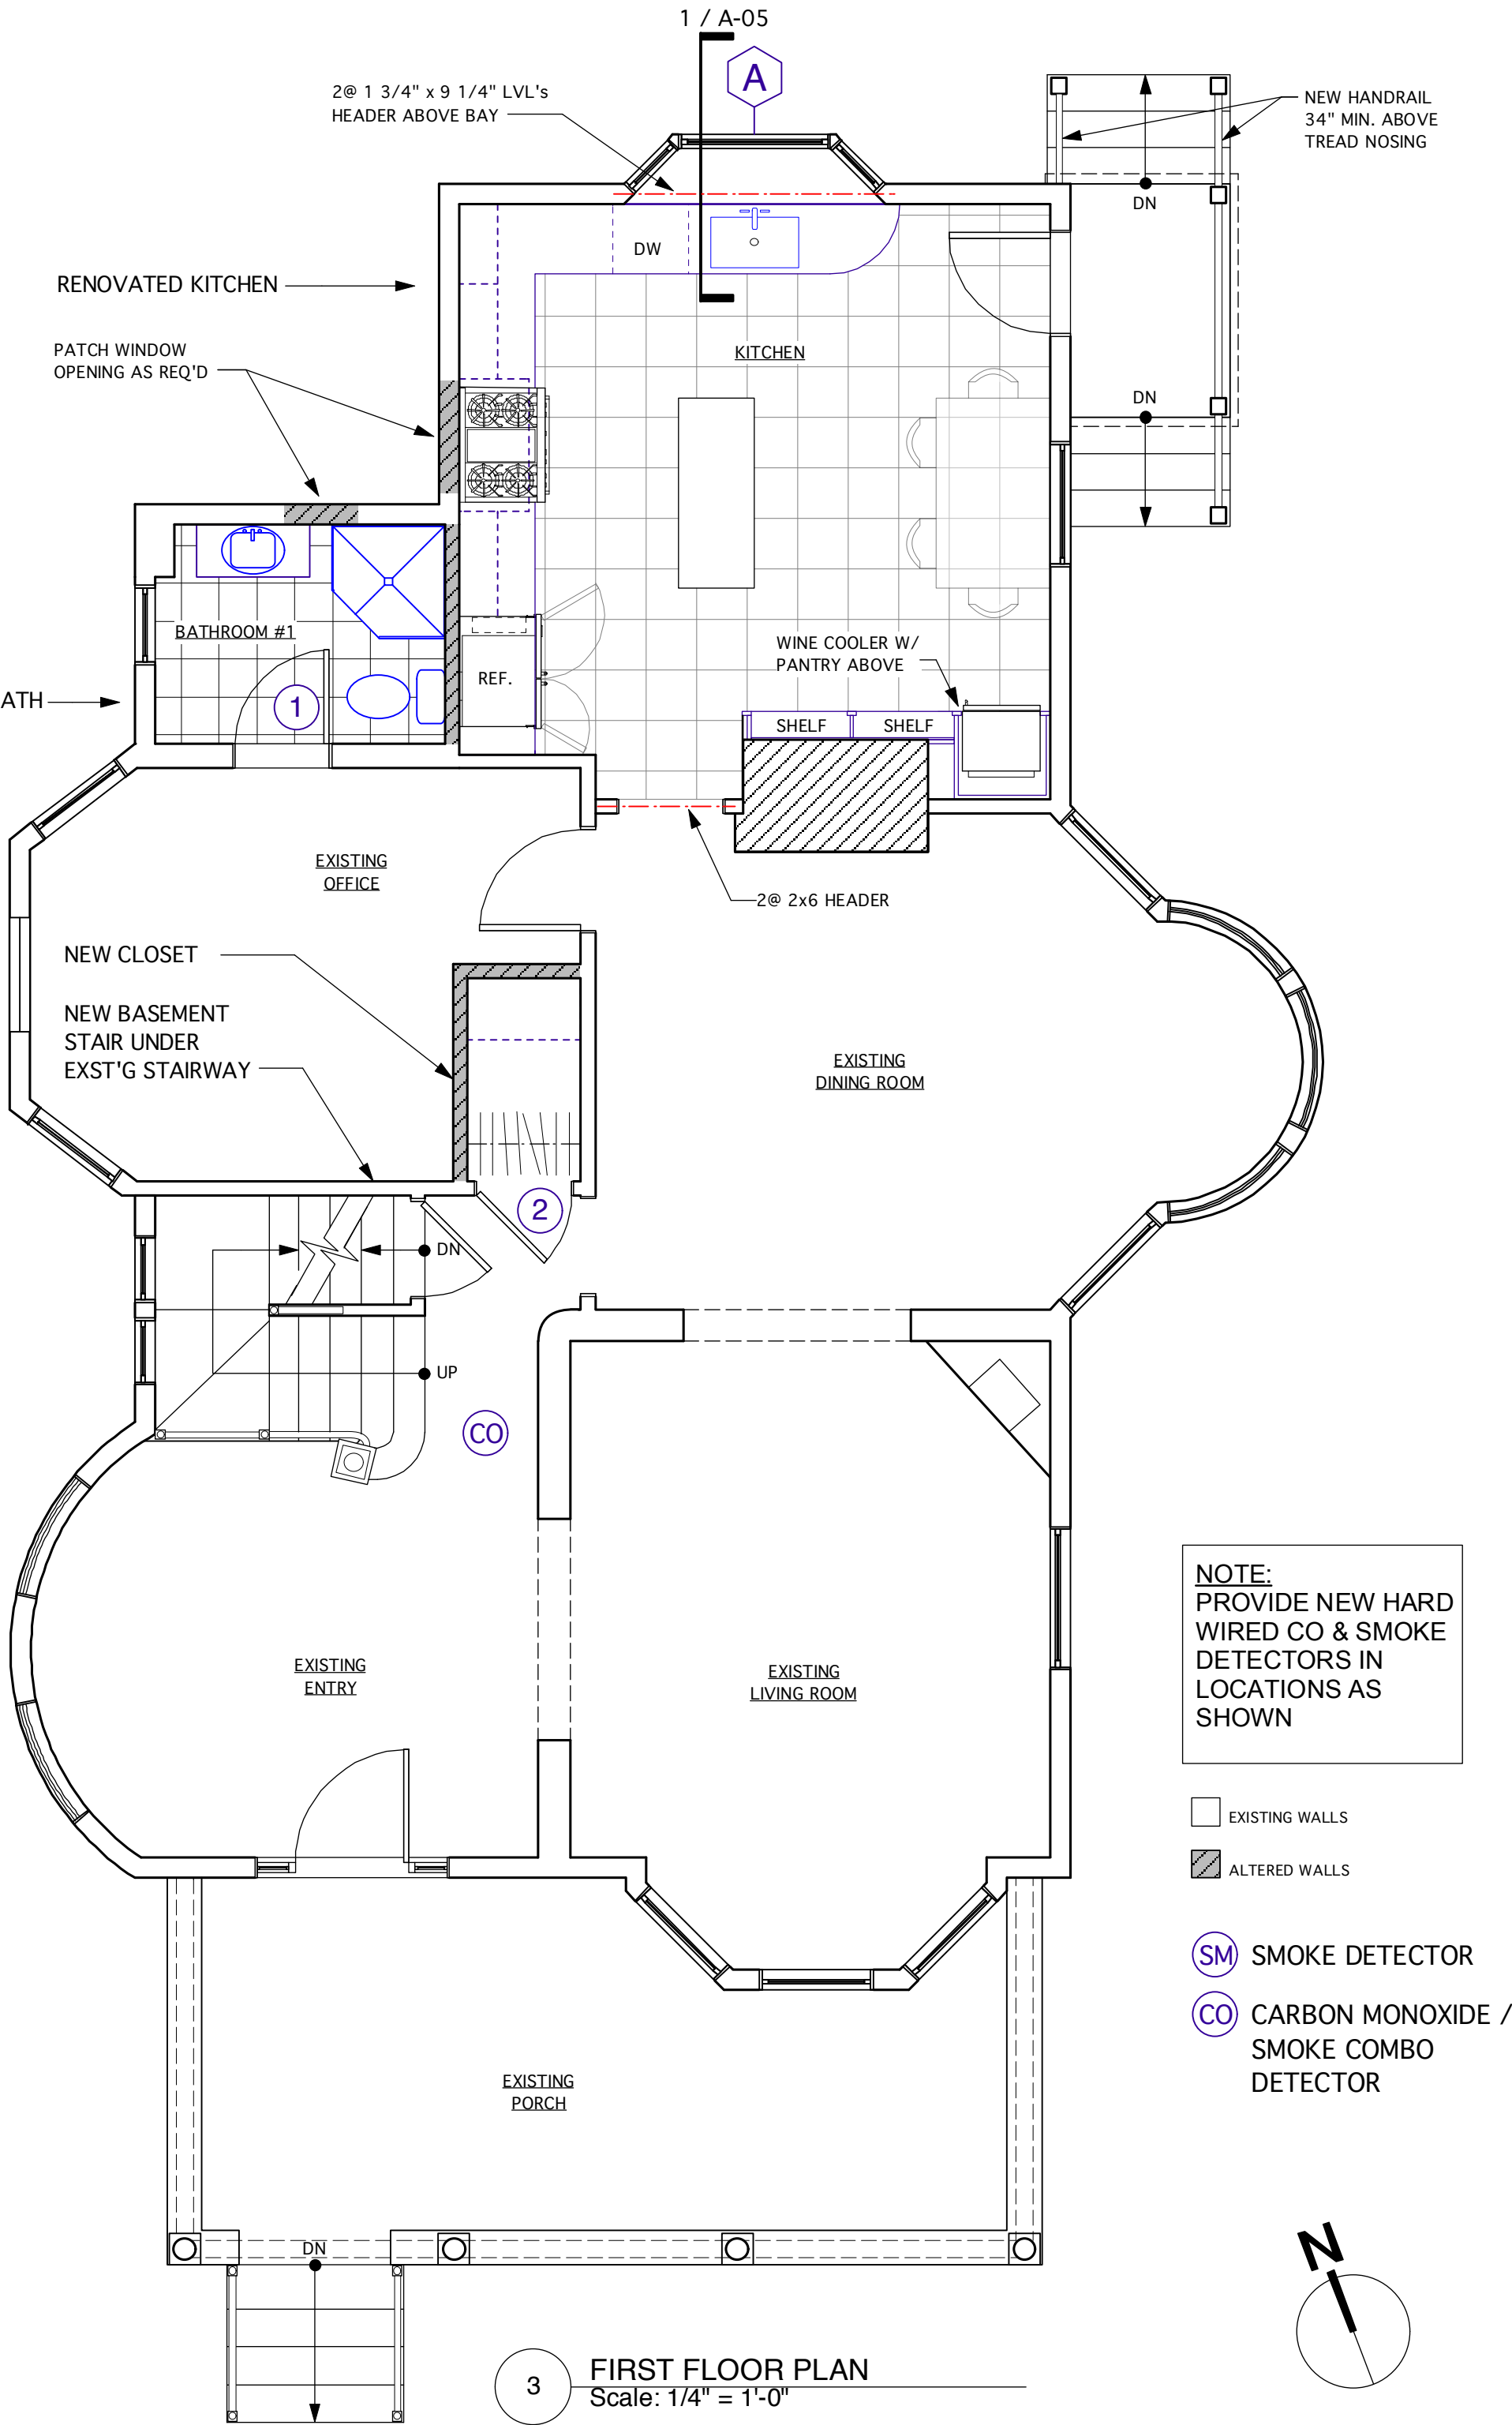 1 / A-05
A
2@ 1 3/4" x 9 1/4" LVL's
HEADER ABOVE BAY
NEW HANDRAIL
34" MIN. ABOVE
TREAD NOSING
DN
DW
RENOVATED KITCHEN
PATCH WINDOW
OPENING AS REQ'D
KITCHEN
DN
BATHROOM #1
WINE COOLER W/
PANTRY ABOVE
REF.
ATH
1
SHELF
SHELF
EXISTING
OFFICE
2@ 2x6 HEADER
NEW CLOSET
NEW BASEMENT
STAIR UNDER
EXST'G STAIRWAY
EXISTING
DINING ROOM
2
DN
UP
CO
NOTE:
PROVIDE NEW HARD
WIRED CO & SMOKE
DETECTORS IN
LOCATIONS AS
SHOWN
EXISTING
ENTRY
EXISTING
LIVING ROOM
EXISTING WALLS
ALTERED WALLS
SM SMOKE DETECTOR
CO CARBON MONOXIDE /
SMOKE COMBO
DETECTOR
EXISTING
PORCH
DN
N
3
FIRST FLOOR PLAN
Scale: 1/4" = 1'-0"